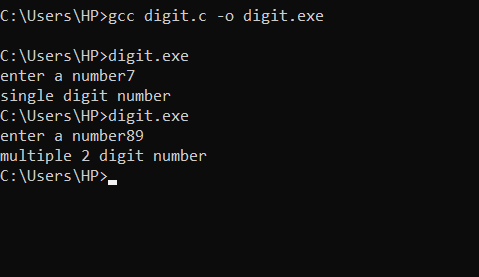 C:\Users\HP>gcc digit.c -o digit.exe
C:\Users\HP>digit.exe
enter a number7
single digit number
C:\Users\HP>digit.exe
enter a number89
multiple 2 digit number
C:\Users\HP>